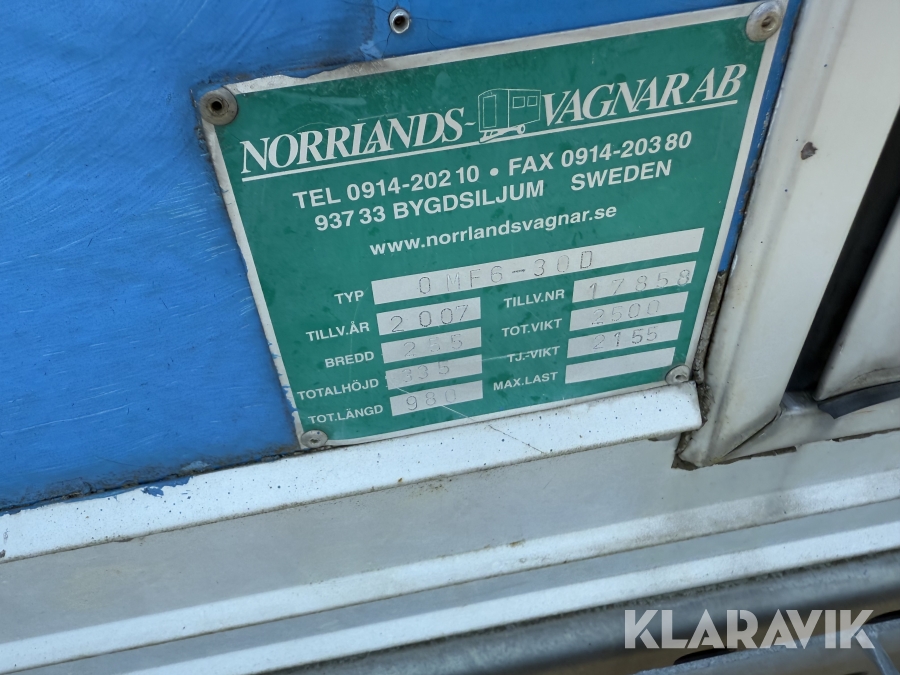 NORRLANDS- VAGNAR AB
TEL 0914-202 10 • FAX 0914-203 80
937 33 BYGDSILJUM SWEDEN
www.norrlandsvagnar.se
TYP 0MF6-30D
TILLV.ÅR 2007 TILLV.NR 17858
BREDD 255 TOT.VIKT 2500
TOTALHÖJD 335 TJ-VIKT 2155
TOT.LÄNGD 980 MAX.LAST
KLARAVIK